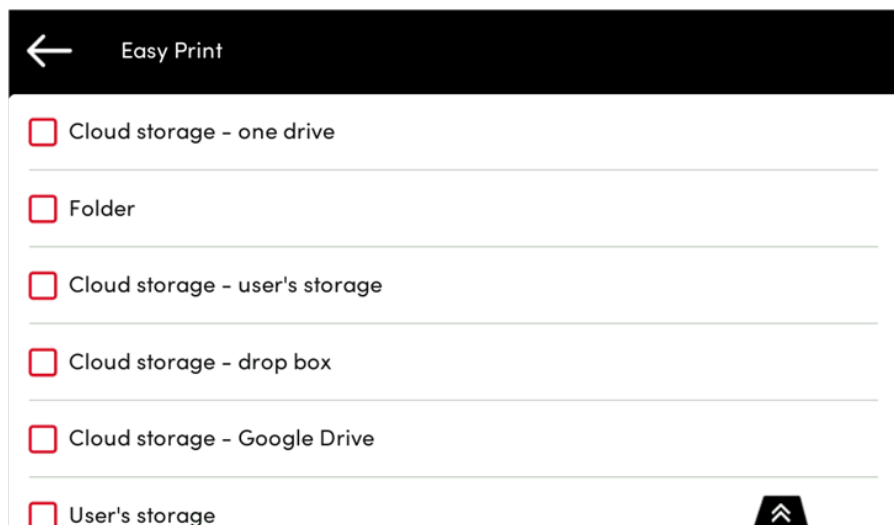 Easy Print
Cloud storage - one drive
Folder
Cloud storage - user's storage
Cloud storage - drop box
Cloud storage - Google Drive
User's storage